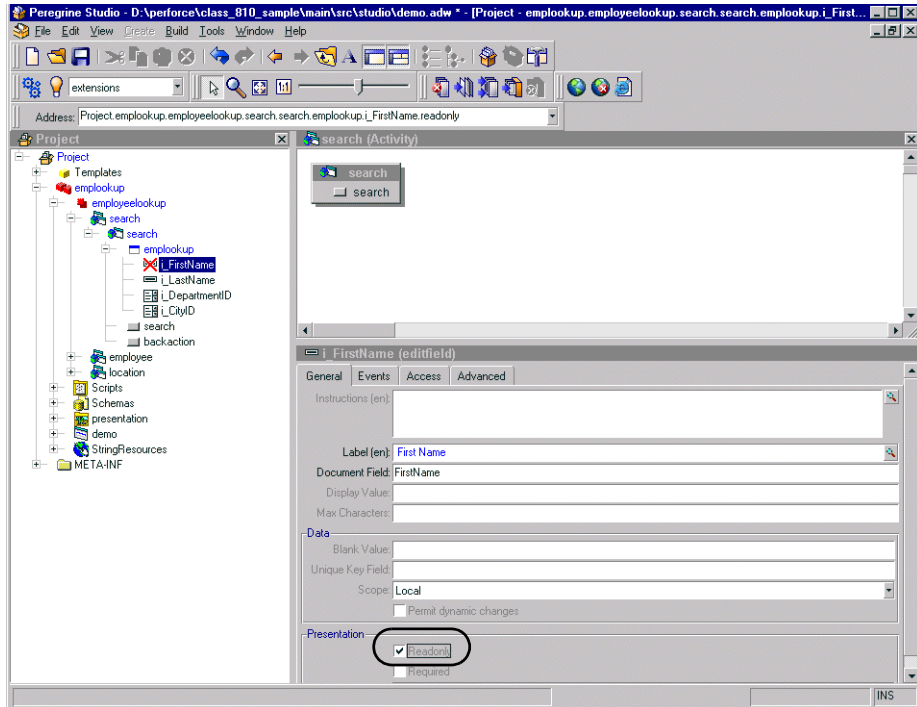 Peregrine Studio - D:\perforce\class_810_sample\main\src\studio\demo.adw * - [Project - emplookup.employeelookup.search.search.emplookup.i_First...
File Edit View Create Build Tools Window Help
A
extensions
1:1
Address: Project.emplookup.employeelookup.search.search.emplookup.i_FirstName.readonly
Project
search (Activity)
Project
Templates
emplookup
employeelookup
search
search
emplookup
i_FirstName
i_LastName
i_DepartmentID
i_CityID
search
backaction
employee
location
Scripts
Schemas
presentation
demo
StringResources
META-INF
search
search
i_FirstName (editfield)
General Events Access Advanced
Instructions (en):
Label (en): First Name
Document Field: FirstName
Display Value:
Max Characters:
Data
Blank Value:
Unique Key Field:
Scope: Local
Permit dynamic changes
Presentation
Readonly
Required
INS